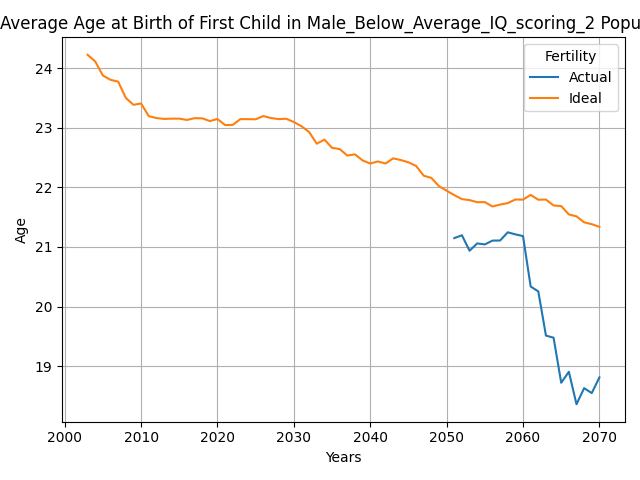 Average Age at Birth of First Child in Male_Below_Average_IQ_scoring_2 Popu
Fertility
Actual
Ideal
Age
24
23
22
21
20
19
2000 2010 2020 2030 2040 2050 2060 2070
Years